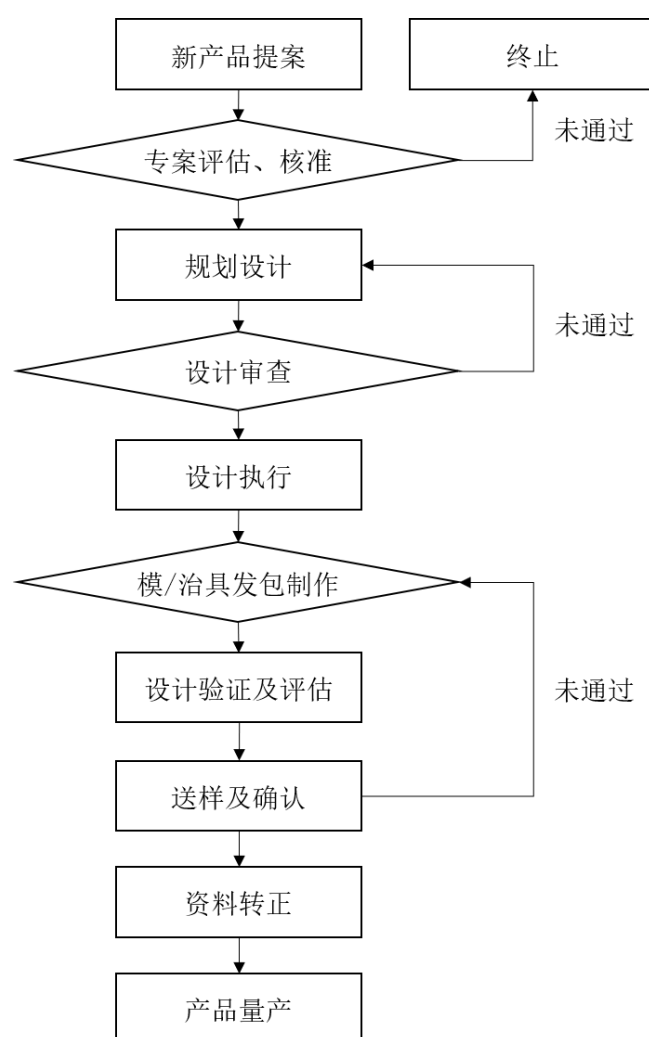 新产品提案
终止
未通过
专案评估、核准
规划设计
未通过
设计审查
设计执行
模/治具发包制作
设计验证及评估
未通过
送样及确认
资料转正
产品量产